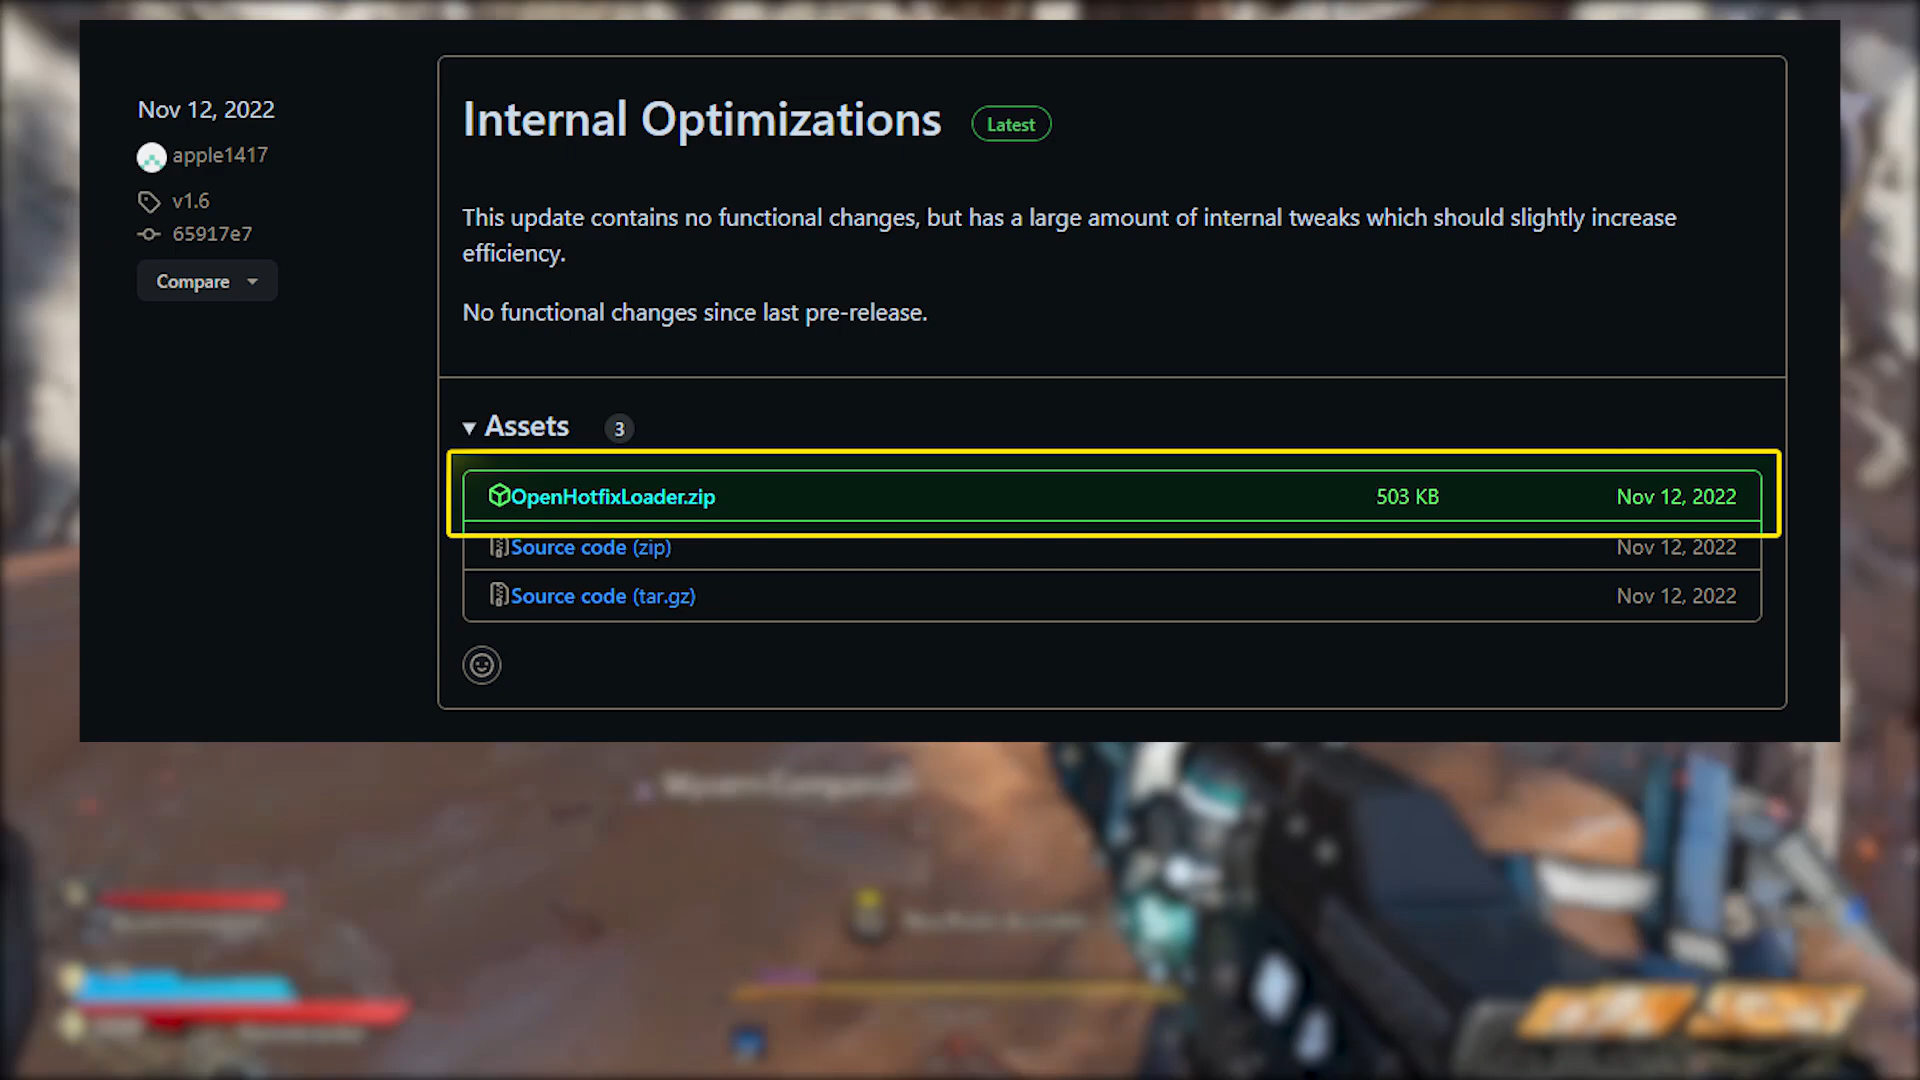 Nov 12, 2022
apple1417
v1.6
65917e7
Compare
Internal Optimizations
Latest
This update contains no functional changes, but has a large amount of internal tweaks which should slightly increase
efficiency.
No functional changes since last pre-release.
Assets 3
OpenHotfixLoader.zip 503 KB Nov 12, 2022
Source code (zip) Nov 12, 2022
Source code (tar.gz) Nov 12, 2022